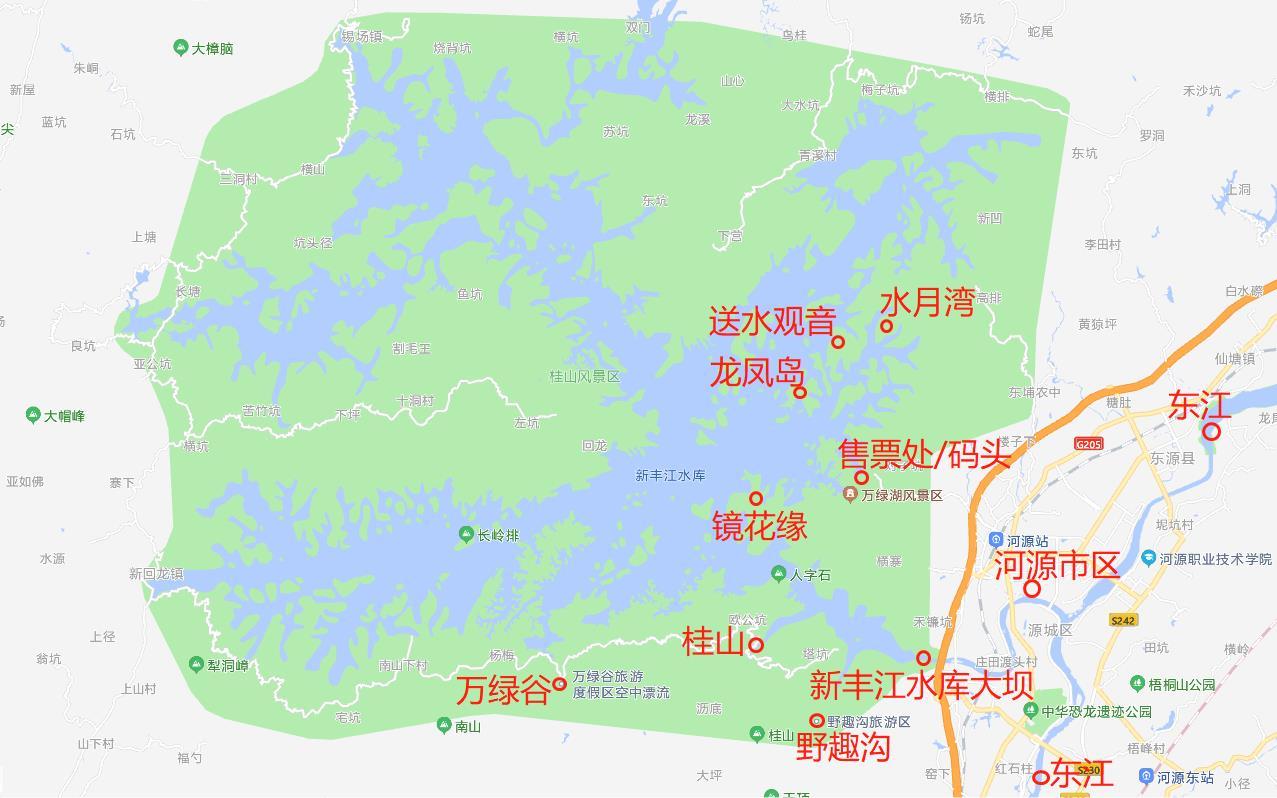 双门
钖坑
锡场镇
烧背坑
横坑
乌桂
蛇尾
大樟脑
朱峒
山心
梅子坑
横排
新屋
禾沙坑
大水坑
蓝坑
石坑
苏坑
龙溪
罗洞
尖
青溪村
东坑
横山
三洞村
上洞
东坑
新凹
上塘
坑头径
下营
李田村
长塘
鱼坑
水月湾
高排
白水磜
送水观音
黄猄坪
良坑
割毛王
亚公坑
仙塘镇
龙凤岛
桂山风景区
东埔农中
糖肚
十洞村
东江
苦竹坑
下坪
左坑
大帽峰
横坑
回龙
楼子下
G205
售票处/码头
东源县
新丰江水库
亚如佛
寨下
万绿湖风景区
镜花缘
坭坑村
长岭排
河源站
水源
横寨
河源职业技术学院
河源市区
新回龙镇
人字石
欧公坑
禾镰坑
S242
源城区
上径
桂山
田坑
横岭
翁坑
犁洞嶂
南山下村
杨梅
塔坑
庄田渡头村
万绿谷
万绿谷旅游
度假区空中漂流
新丰江水库大坝
梧桐山公园
上山村
宅坑
沥底
中华恐龙遗迹公园
南山
桂山
野趣沟旅游区
野趣沟
山下村
福勺
梧峰村
大坪
窑下
红石柱
东江
S230
河源东站
小径